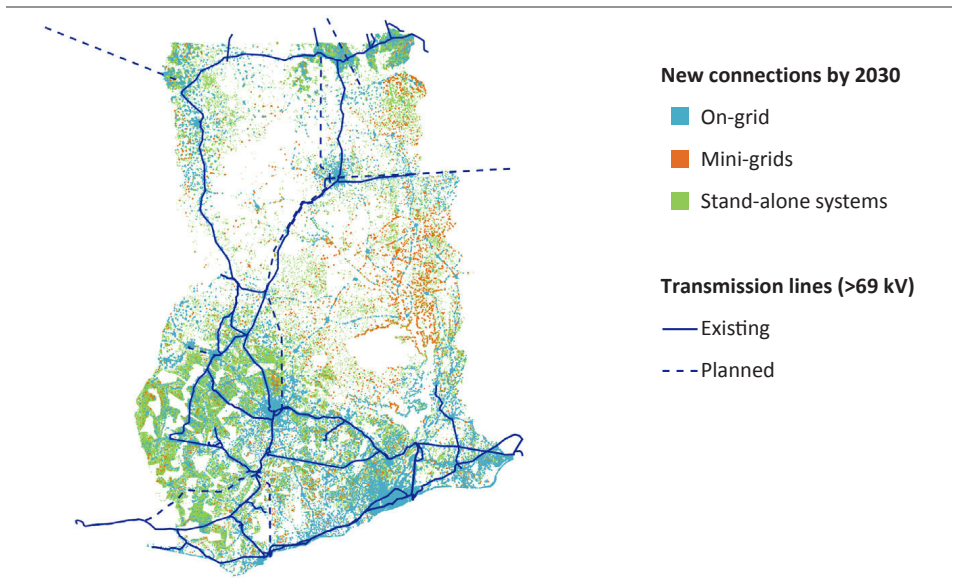 New connections by 2030
On-grid
Mini-grids
Stand-alone systems
Transmission lines (>69 kV)
Existing
Planned